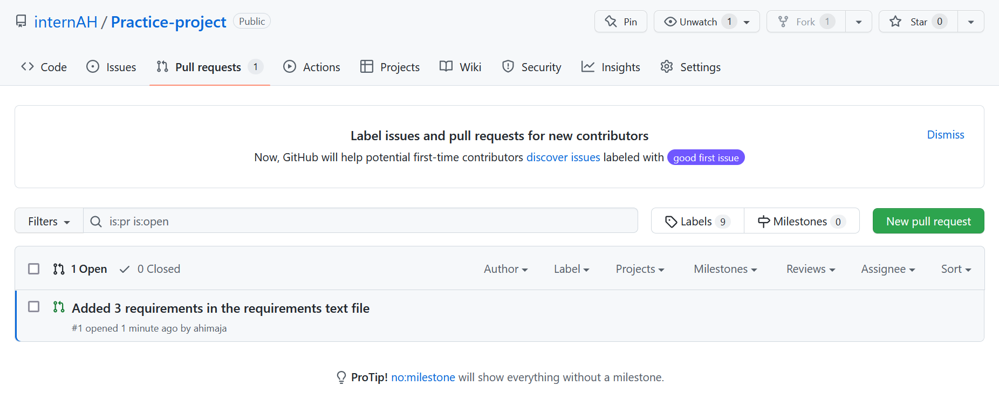 internAH / Practice-project Public
Pin Unwatch 1 Fork 1 Star 0
Code Issues Pull requests 1 Actions Projects Wiki Security Insights Settings
Label issues and pull requests for new contributors
Dismiss
Now, GitHub will help potential first-time contributors discover issues labeled with good first issue
Filters is:pr is:open Labels 9 Milestones 0 New pull request
1 Open 0 Closed Author Label Projects Milestones Reviews Assignee Sort
Added 3 requirements in the requirements text file
#1 opened 1 minute ago by ahimaja
ProTip! no:milestone will show everything without a milestone.